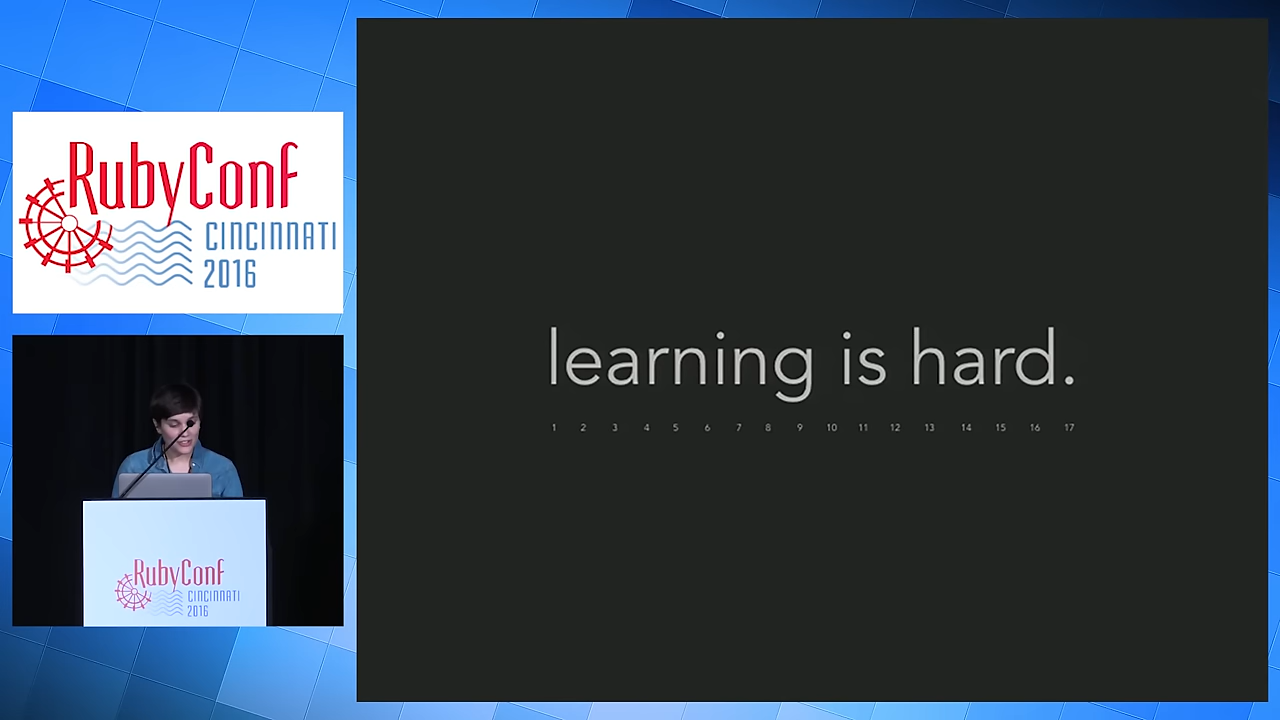 RubyConf
CINCINNATI
2016
learning is hard.
1 2 3 4 5 6 7 8 9 10 11 12 13 14 15 16 17
RubyConf
CINCINNATI
2016